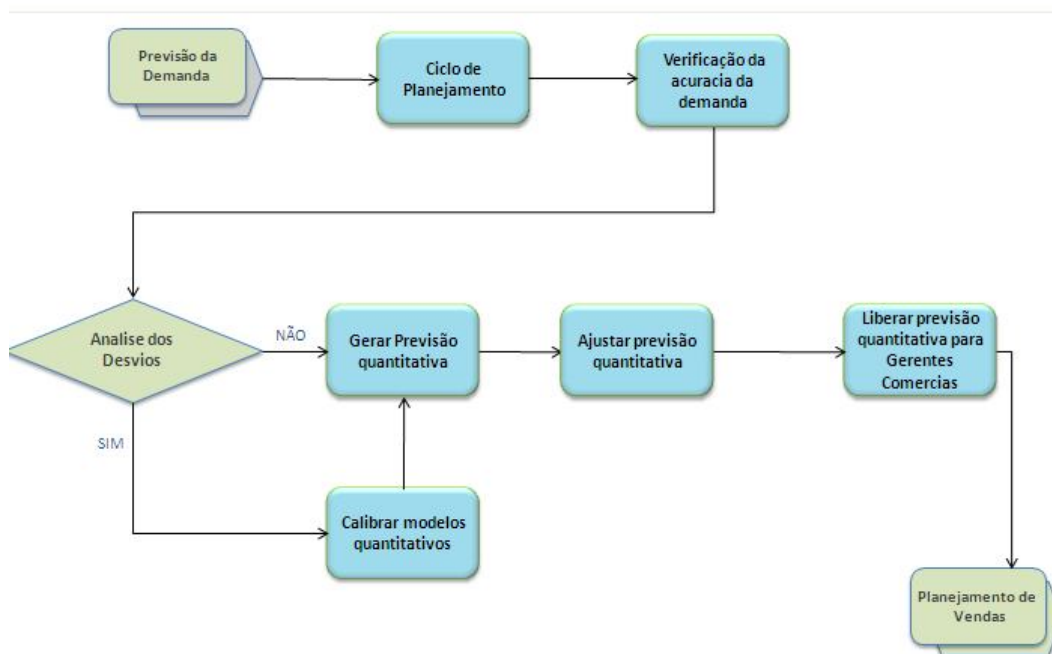 Previsão da
Demanda
Ciclo de
Planejamento
Verificação da
acuracia da
demanda
Analise dos
Desvios
NÃO
Gerar Previsão
quantitativa
Ajustar previsão
quantitativa
Liberar previsão
quantitativa para
Gerentes
Comercias
SIM
Calibrar modelos
quantitativos
Planejamento de
Vendas